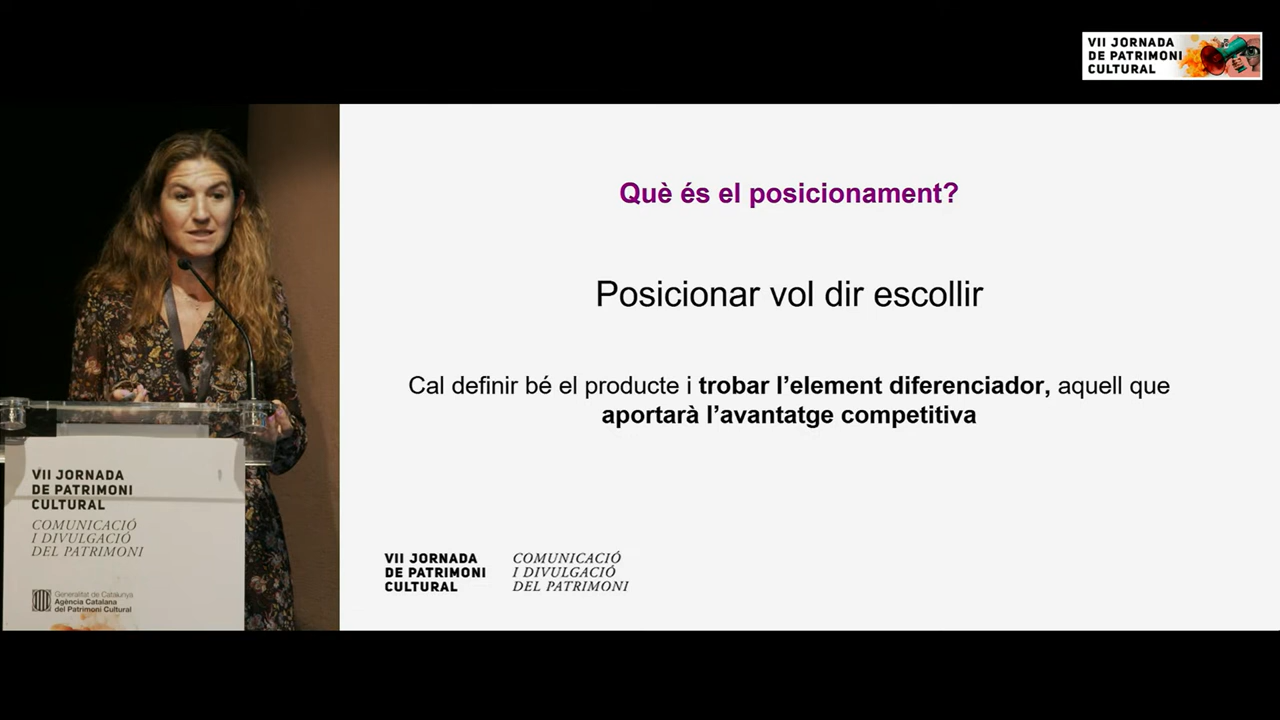 VII JORNADA
DE PATRIMONI
CULTURAL
Què és el posicionament?
Posicionar vol dir escollir
Cal definir bé el producte i trobar l’element diferenciador, aquell que
aportarà l’avantatge competitiva
VII JORNADA
DE PATRIMONI
CULTURAL
COMUNICACIÓ
I DIVULGACIÓ
DEL PATRIMONI
Generalitat de Catalunya
Agència Catalana
del Patrimoni Cultural
VII JORNADA
DE PATRIMONI
CULTURAL
COMUNICACIÓ
I DIVULGACIÓ
DEL PATRIMONI